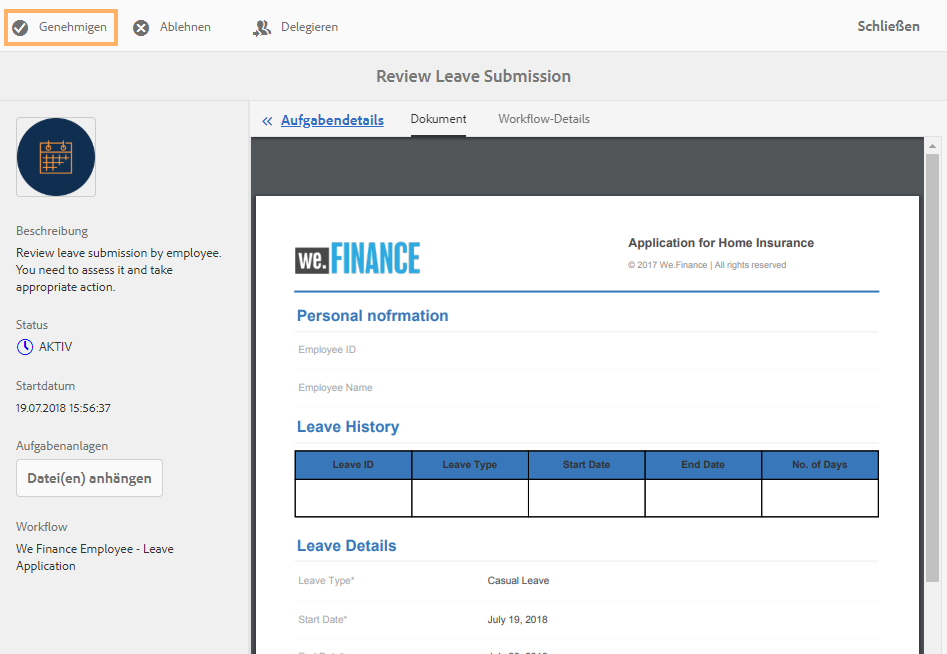 Genehmigen Ablehnen Delegieren Schließen
Review Leave Submission
« Aufgabendetails Dokument Workflow-Details
Beschreibung
Review leave submission by employee.
You need to assess it and take
appropriate action.
Status
AKTIV
Startdatum
19.07.2018 15:56:37
Aufgabenanlagen
Datei(en) anhängen
Workflow
We Finance Employee - Leave
Application
we.FINANCE
Application for Home Insurance
© 2017 We.Finance | All rights reserved
Personal nofrmation
Employee ID
Employee Name
Leave History
Leave ID Leave Type Start Date End Date No. of Days
Leave Details
Leave Type* Casual Leave
Start Date* July 19, 2018